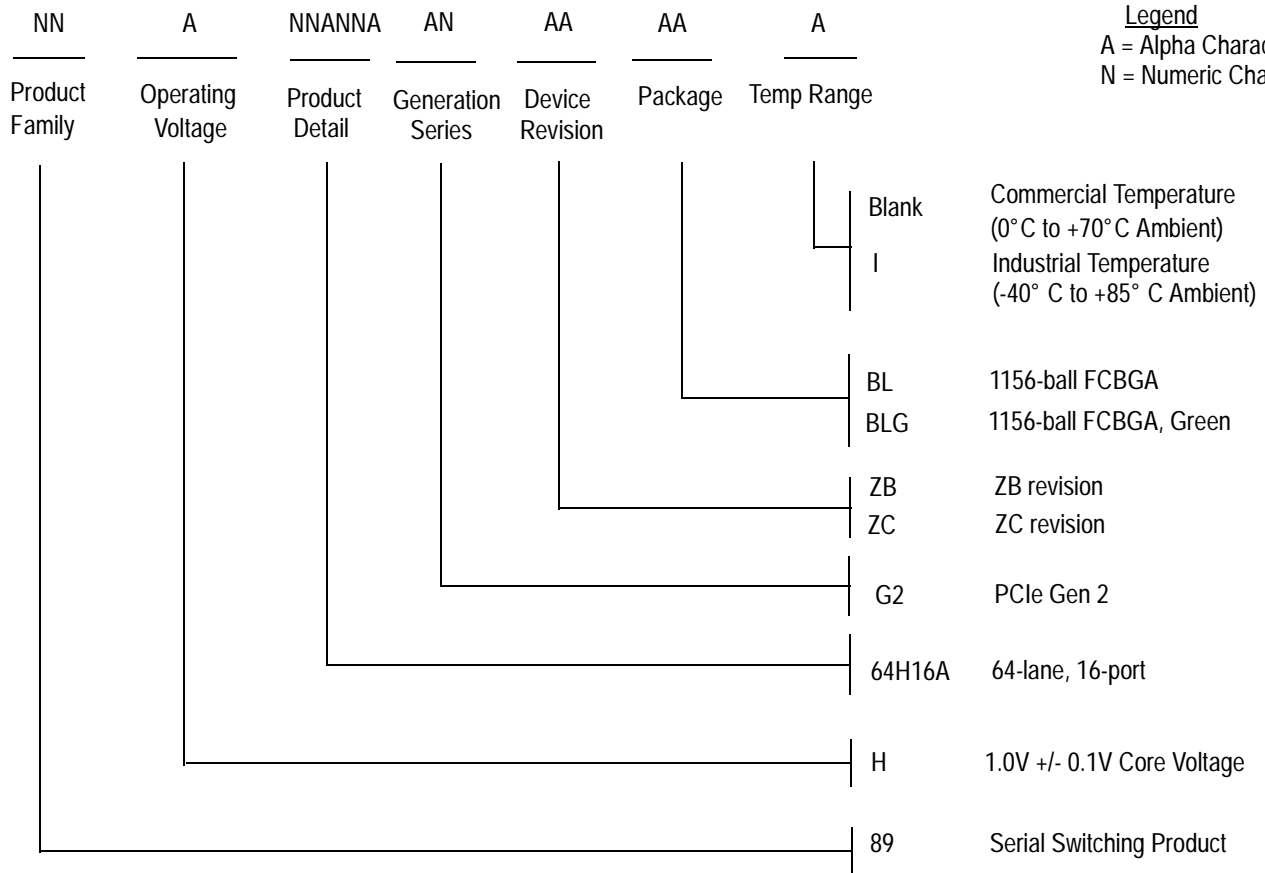 NN A NNANNA AN AA AA A
Legend
A = Alpha
N = Numeric
Product Family
Operating Voltage
Product Detail
Generation Series
Device Revision
Package
Temp Range
Blank Commercial Temperature
(0°C to +70°C Ambient)
I Industrial Temperature
(-40° C to +85° C Ambient)
BL 1156-ball FCBGA
BLG 1156-ball FCBGA, Green
ZB ZB revision
ZC ZC revision
G2 PCIe Gen 2
64H16A 64-lane, 16-port
H 1.0V +/- 0.1V Core Voltage
89 Serial Switching Product